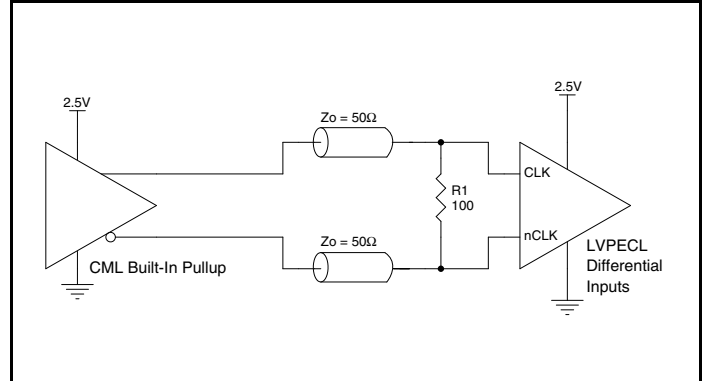 2.5V
2.5V
Zo = 50Ω
CLK
R1
100
Zo = 50Ω
nCLK
LVPECL
Differential
Inputs
CML Built-In Pullup